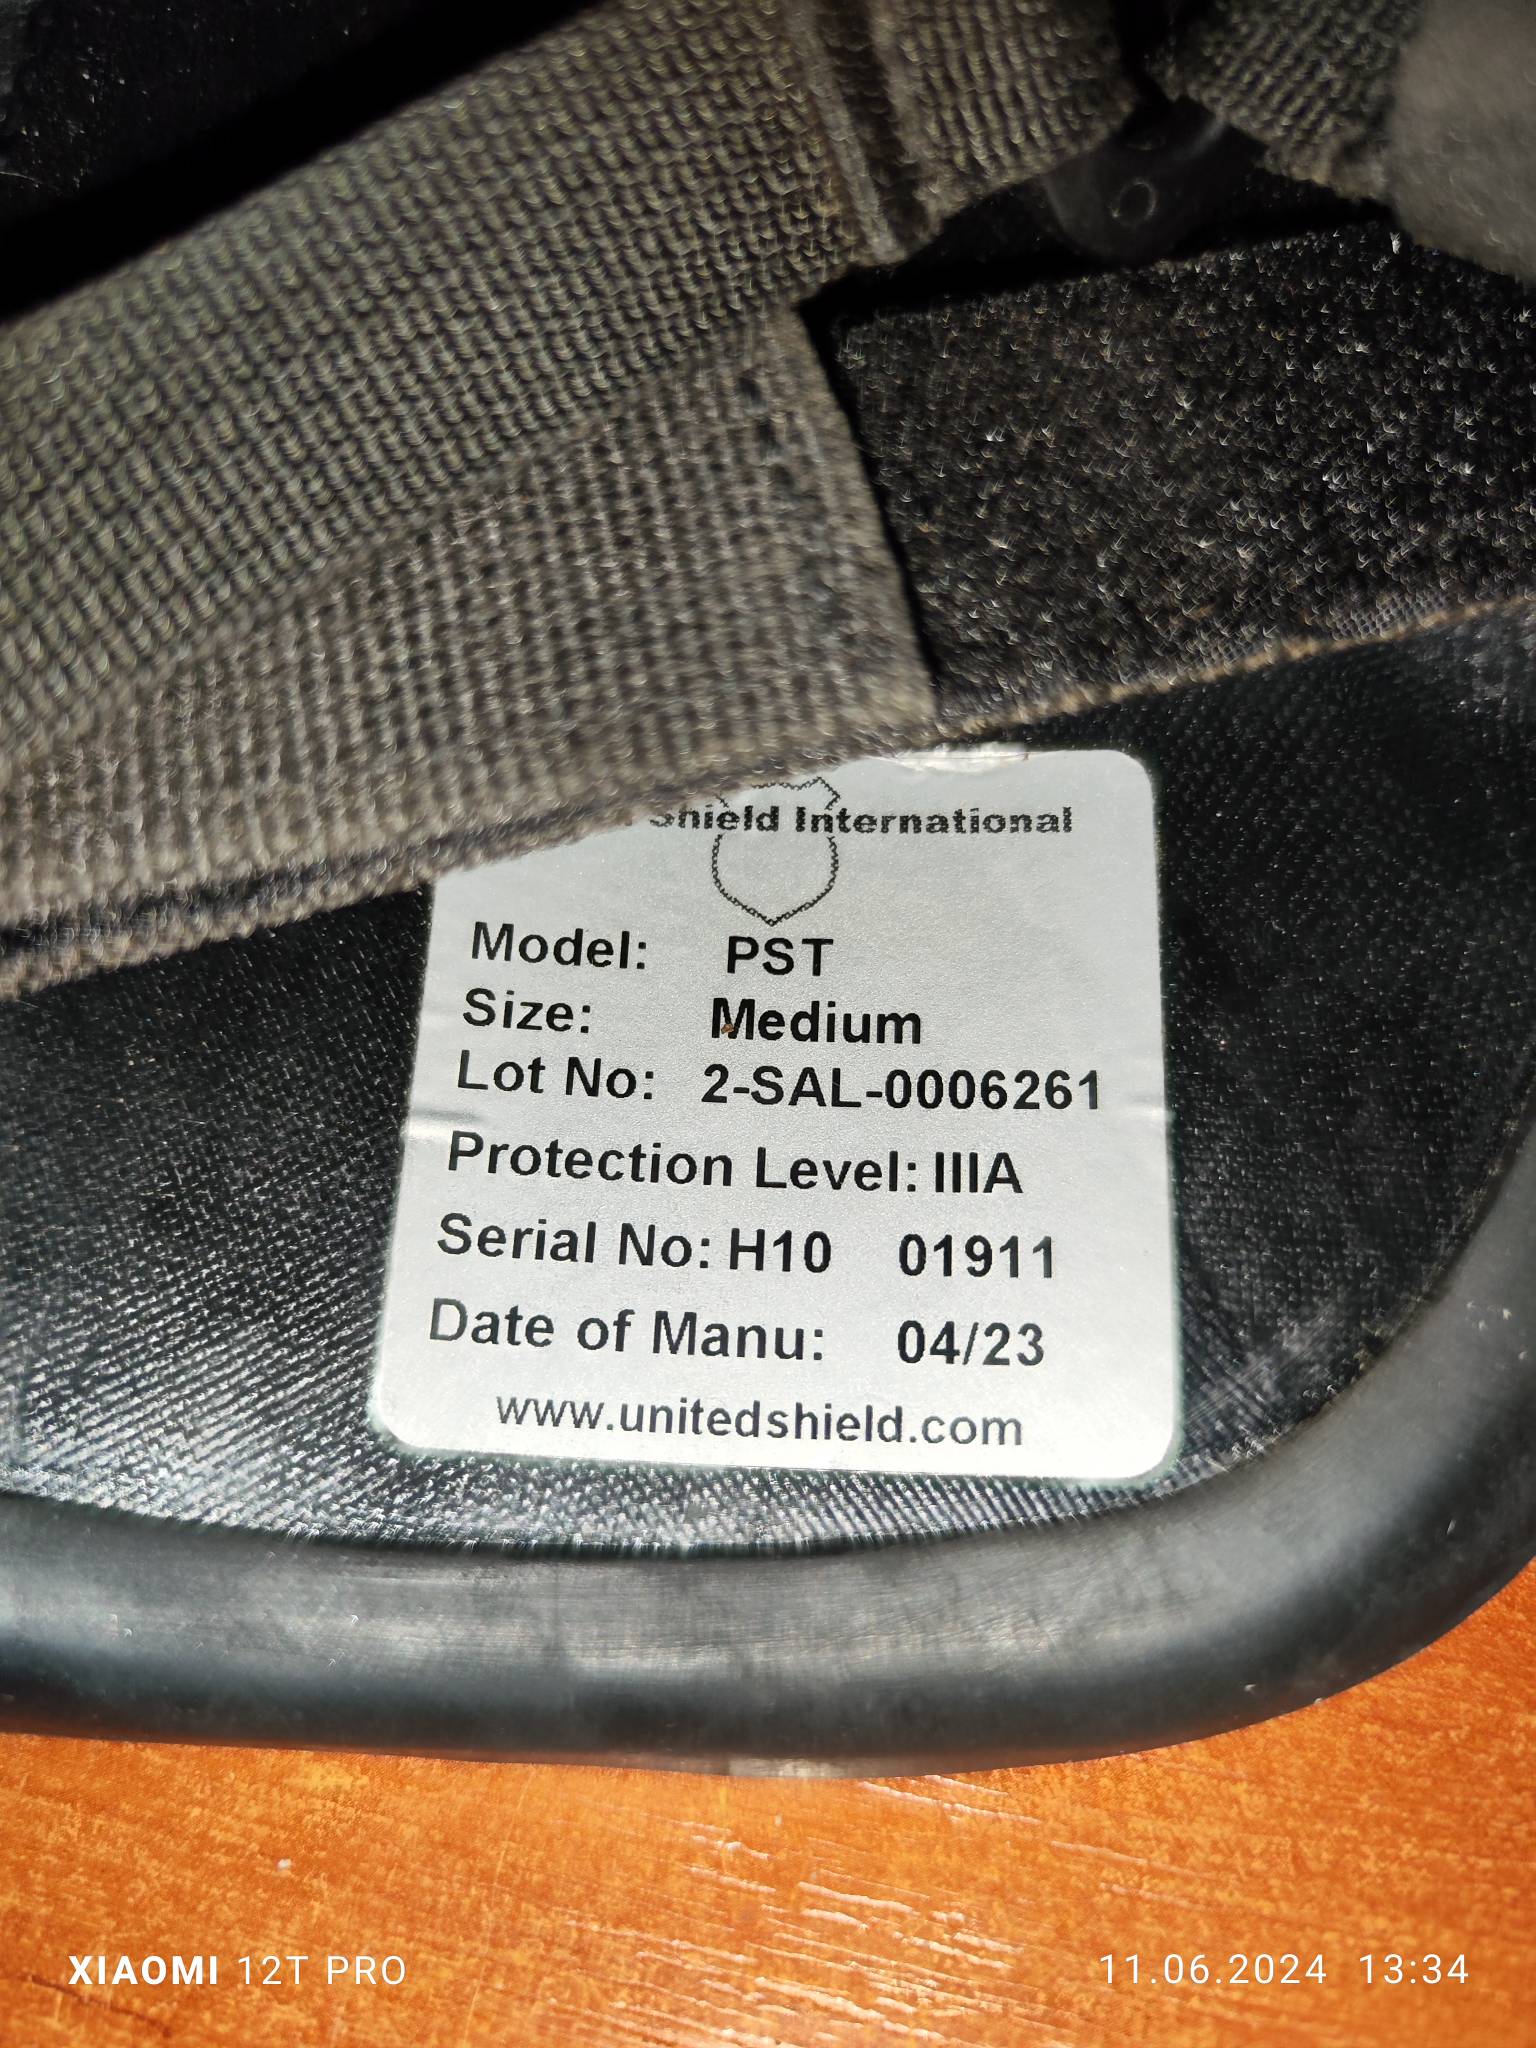 Shield International
Model: PST
Size: Medium
Lot No: 2-SAL-0006261
Protection Level: IIIA
Serial No: H10 01911
Date of Manu: 04/23
www.unitedshield.com
XIAOMI 12T PRO
11.06.2024 13:34